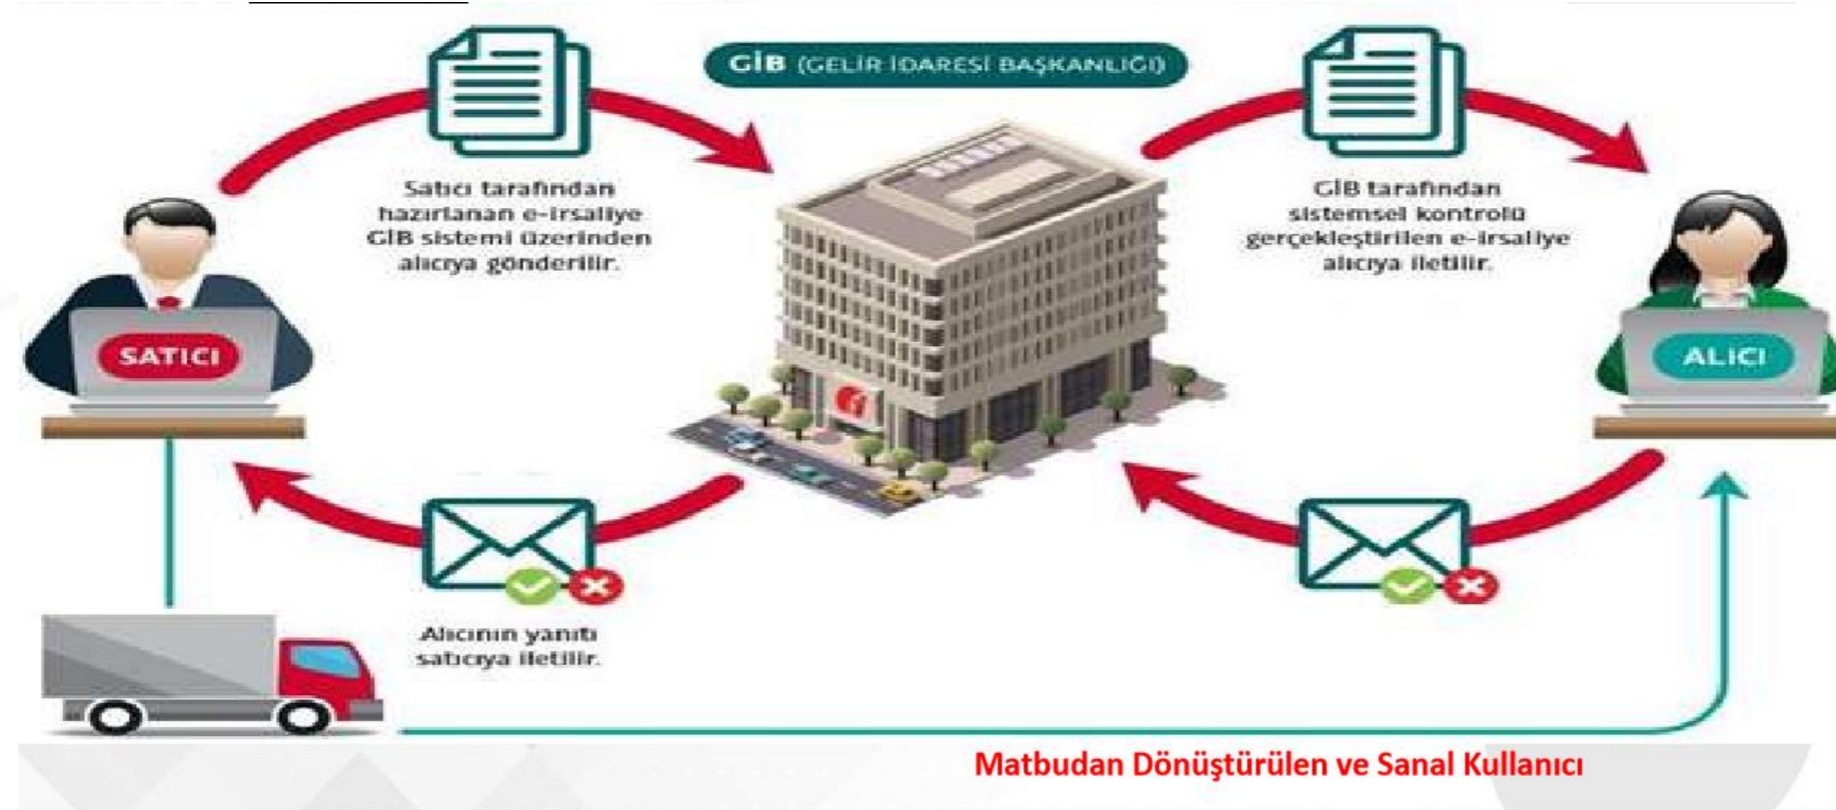 GİB (GELİR İDARESİ BAŞKANLIĞI)
Satıcı tarafından
hazırlanan e-irsaliye
GİB sistemi üzerinden
alıcıya gönderilir.
GİB tarafından
sistemsel kontrolü
gerçekleştirilen e-irsaliye
alıcıya iletilir.
SATICI
ALICI
Alıcının yanıtı
satıcıya iletilir.
Matbudan Dönüştürülen ve Sanal Kullanıcı